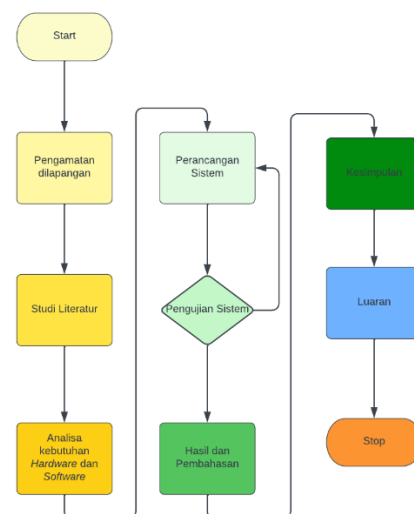 Start
Pengamatan
dilapangan
Studi Literatur
Analisa
kebutuhan
Hardware dan
Software
Perancangan
Sistem
Pengujian Sistem
Hasil dan
Pembahasan
Kesimpulan
Luaran
Stop